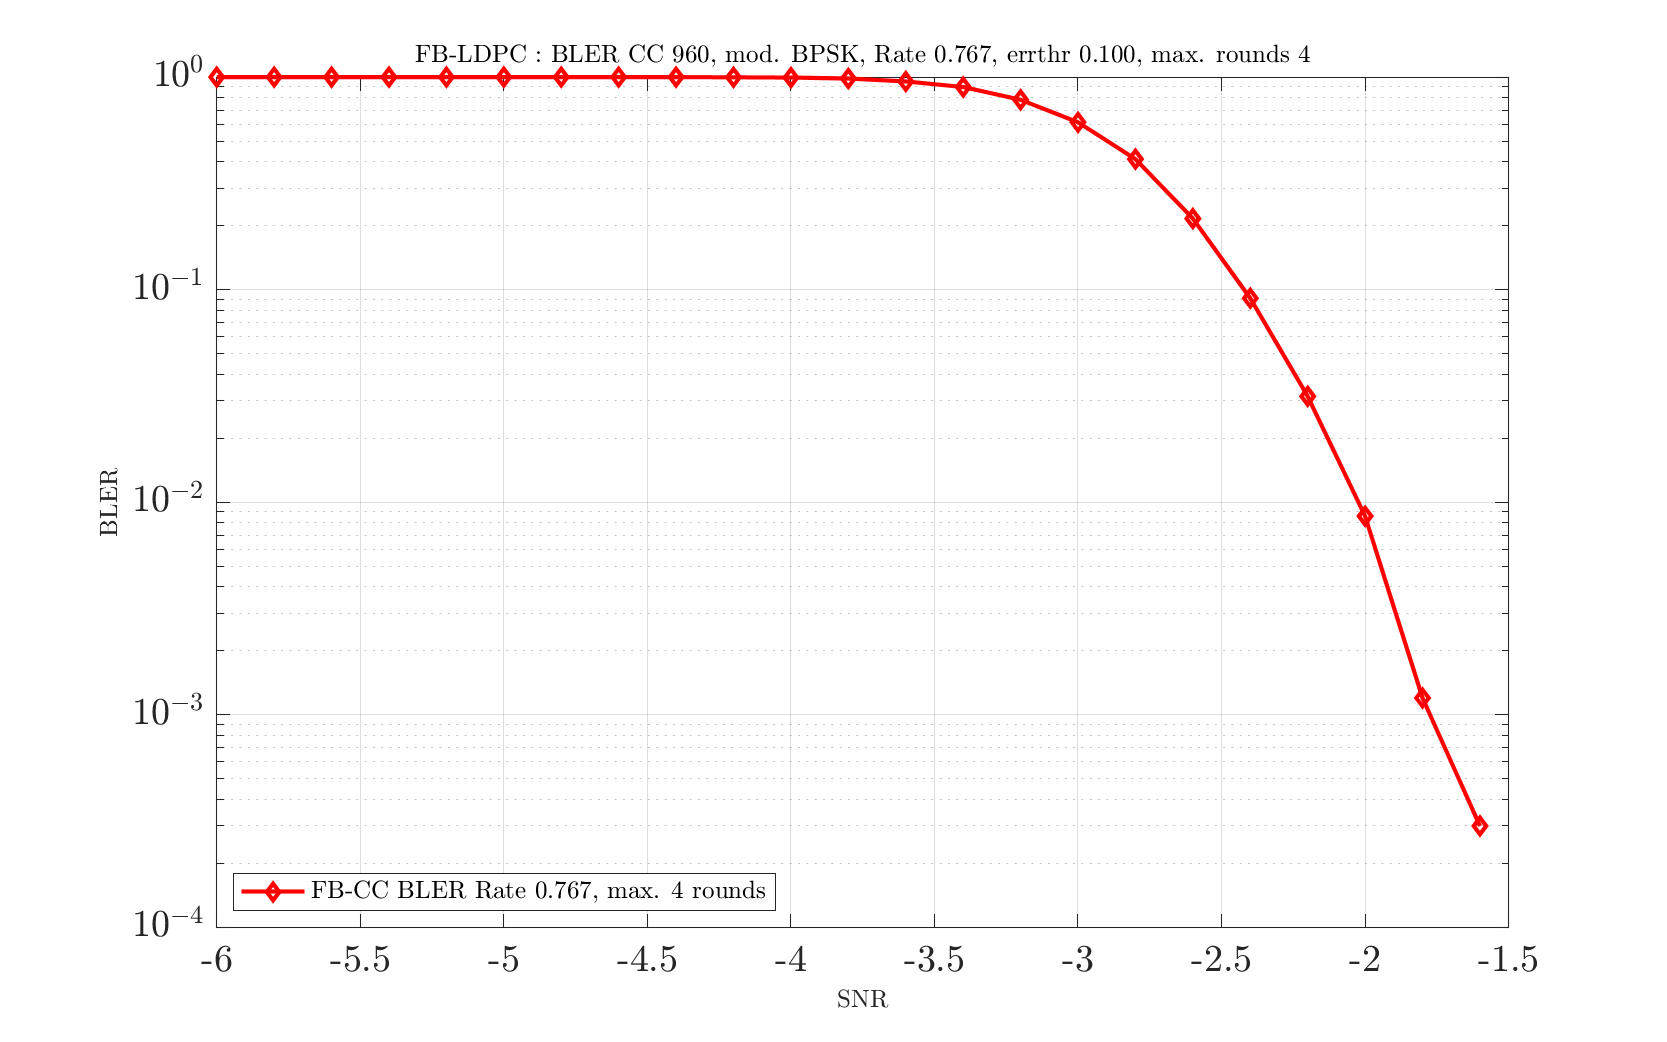 FB-LDPC : BLER CC 960, mod. BPSK, Rate 0.767, errthr 0.100, max. rounds 4
10^0
10^{-1}
10^{-2}
BLER
10^{-3}
10^{-4}
FB-CC BLER Rate 0.767, max. 4 rounds
-6 -5.5 -5 -4.5 -4 -3.5 -3 -2.5 -2 -1.5
SNR